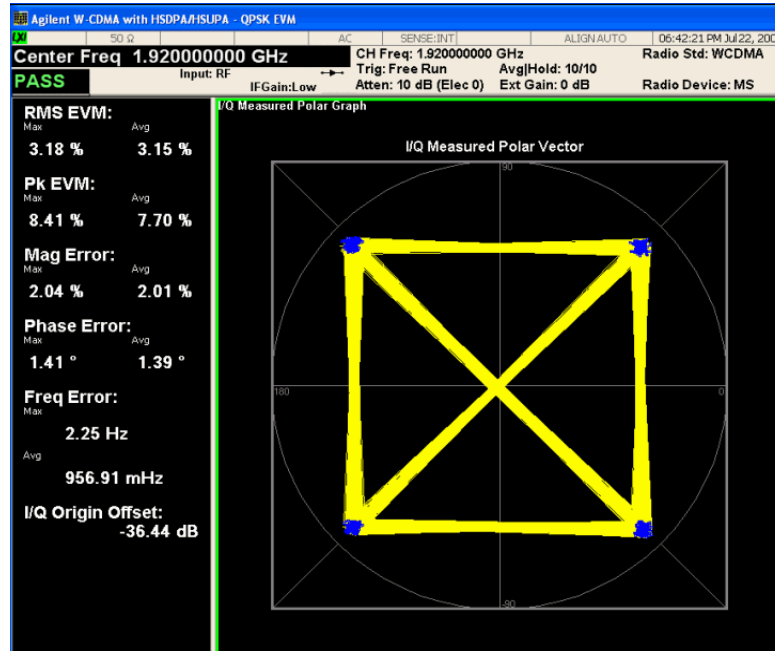 Agilent W-CDMA with HSDPA/HSUPA - QPSK EVM
LXI 50 Ω AC SENSE:INT ALIGN AUTO 06:42:21 PM Jul 22, 200
Center Freq 1.920000000 GHz
CH Freq: 1.920000000 GHz
Radio Std: WCDMA
PASS
Input: RF
IFGain:Low
Trig: Free Run
Avg|Hold: 10/10
Atten: 10 dB (Elec 0)
Ext Gain: 0 dB
Radio Device: MS
RMS EVM:
Max Avg
3.18 % 3.15 %
Pk EVM:
Max Avg
8.41 % 7.70 %
Mag Error:
Max Avg
2.04 % 2.01 %
Phase Error:
Max Avg
1.41 ° 1.39 °
Freq Error:
Max
2.25 Hz
Avg
956.91 mHz
I/Q Origin Offset:
-36.44 dB
I/Q Measured Polar Graph
I/Q Measured Polar Vector
90
180
0
-90